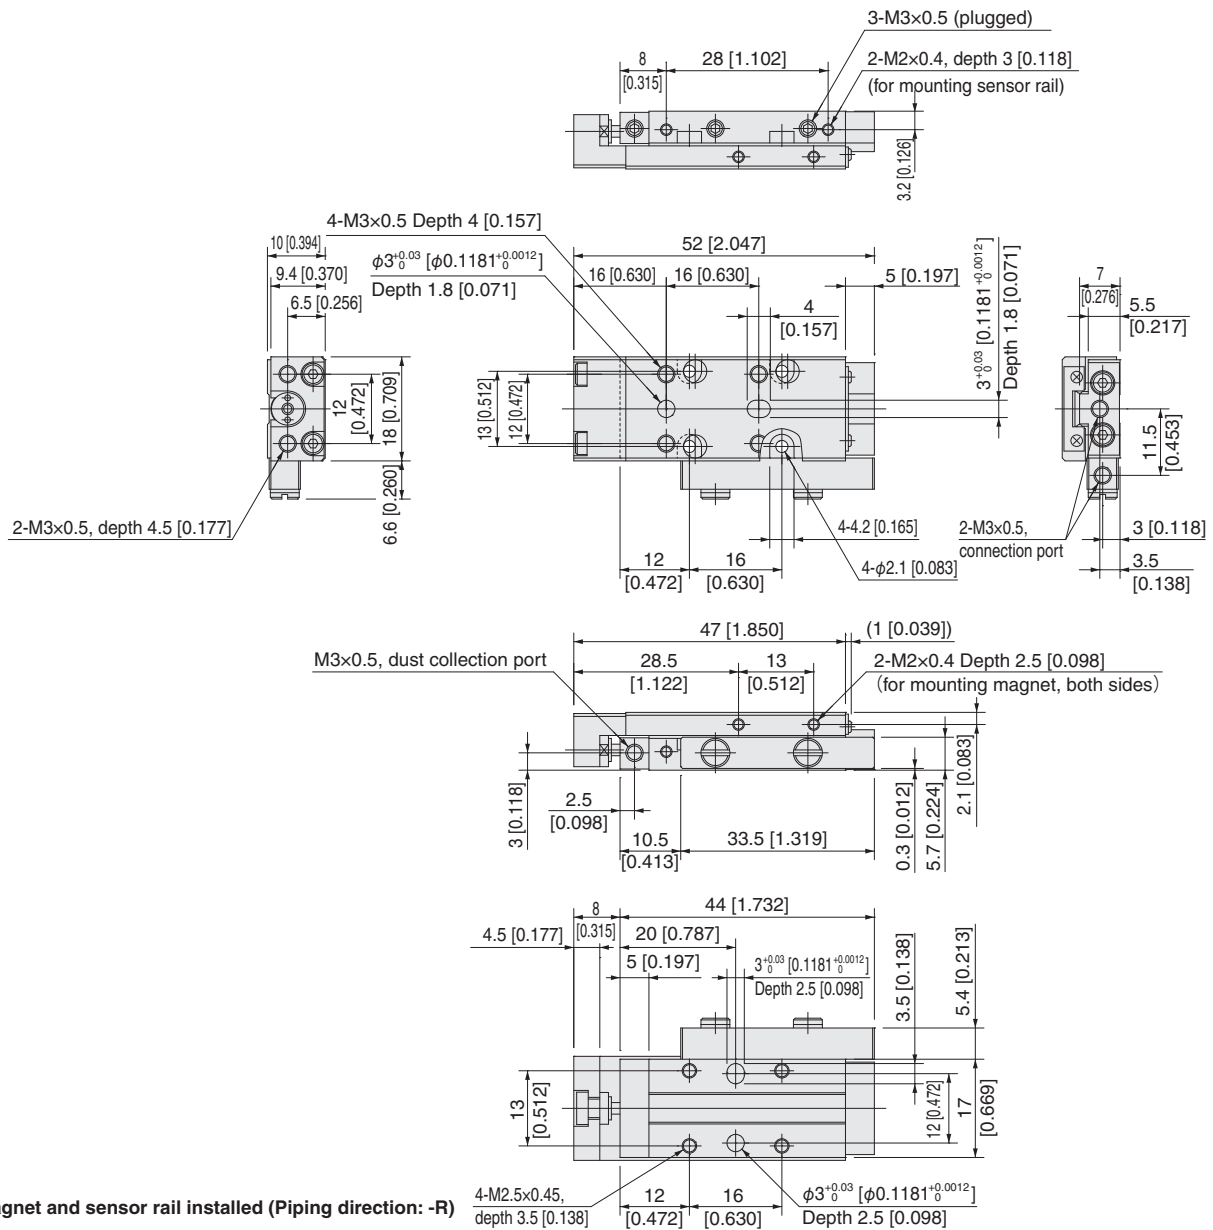 3-M3×0.5 (plugged)
8
[0.315]
28 [1.102]
2-M2×0.4, depth 3 [0.118]
(for mounting sensor rail)
3.2 [0.126]
4-M3×0.5 Depth 4 [0.157]
10 [0.394]
9.4 [0.370]
6.5 [0.256]
ϕ3+0.03 0 [ϕ0.1181+0.0012 0]
Depth 1.8 [0.071]
52 [2.047]
16 [0.630]
16 [0.630]
5 [0.197]
4
[0.157]
3+0.03 0 [0.1181+0.0012 0]
Depth 1.8 [0.071]
7
[0.276]
5.5
[0.217]
12
[0.472]
18 [0.709]
6.6 [0.260]
13 [0.512]
12 [0.472]
11.5
[0.453]
2-M3×0.5, depth 4.5 [0.177]
4-4.2 [0.165]
2-M3×0.5,
connection port
3 [0.118]
12
[0.472]
16
[0.630]
4-ϕ2.1 [0.083]
3.5
[0.138]
47 [1.850]
(1 [0.039])
M3×0.5, dust collection port
28.5
[1.122]
13
[0.512]
2-M2×0.4 Depth 2.5 [0.098]
(for mounting magnet, both sides)
3 [0.118]
2.5
[0.098]
10.5
[0.413]
33.5 [1.319]
0.3 [0.012]
5.7 [0.224]
2.1 [0.083]
8
[0.315]
44 [1.732]
4.5 [0.177]
20 [0.787]
5 [0.197]
3+0.03 0 [0.1181+0.0012 0]
Depth 2.5 [0.098]
3.5 [0.138]
5.4 [0.213]
13
[0.512]
12 [0.472]
17
[0.669]
gnet and sensor rail installed (Piping direction: -R)
4-M2.5×0.45,
depth 3.5 [0.138]
12
[0.472]
16
[0.630]
ϕ3+0.03 0 [ϕ0.1181+0.0012 0]
Depth 2.5 [0.098]